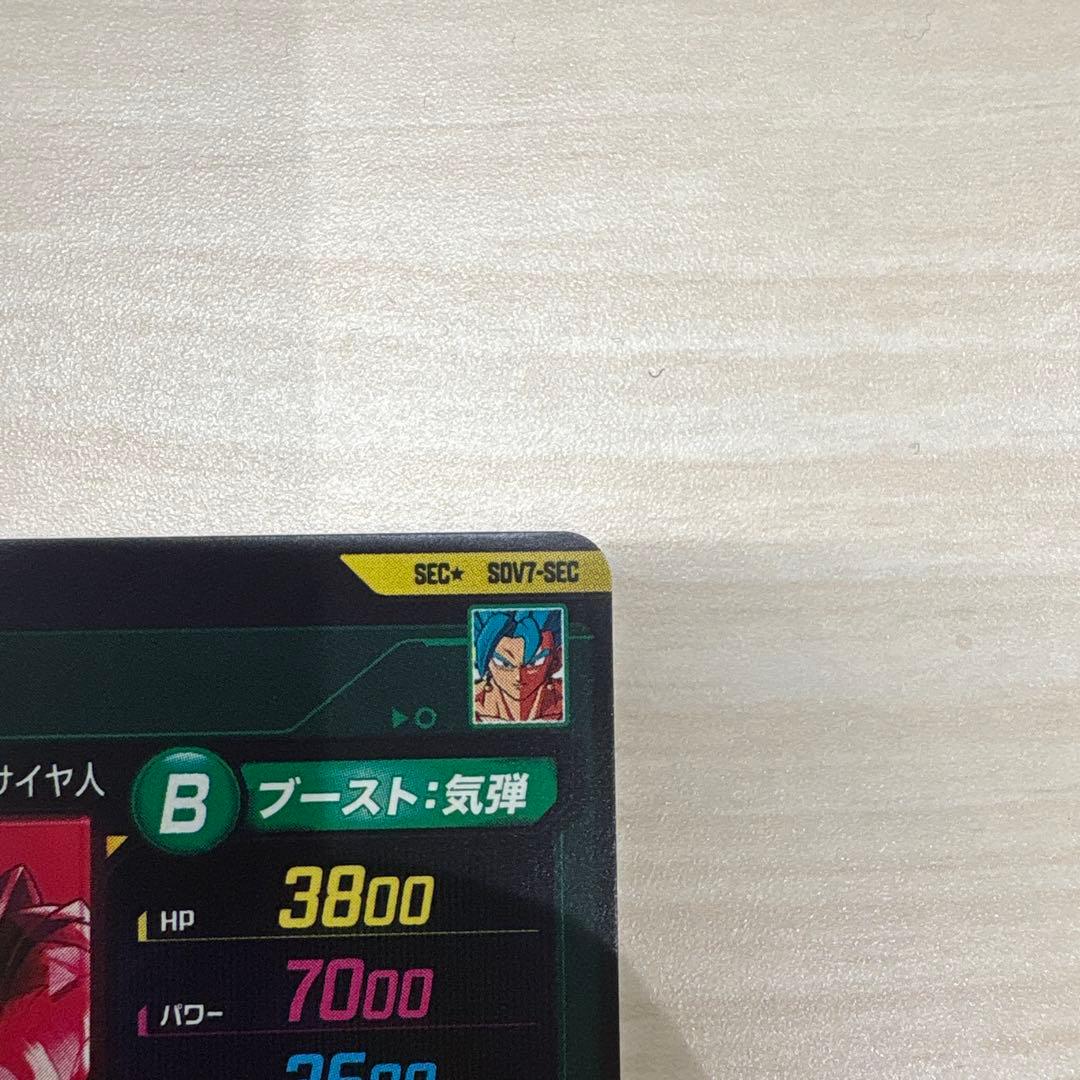 SEC★ SDV7-SEC
サイヤ人
B ブースト:気弾
HP 3800
パワー 7000